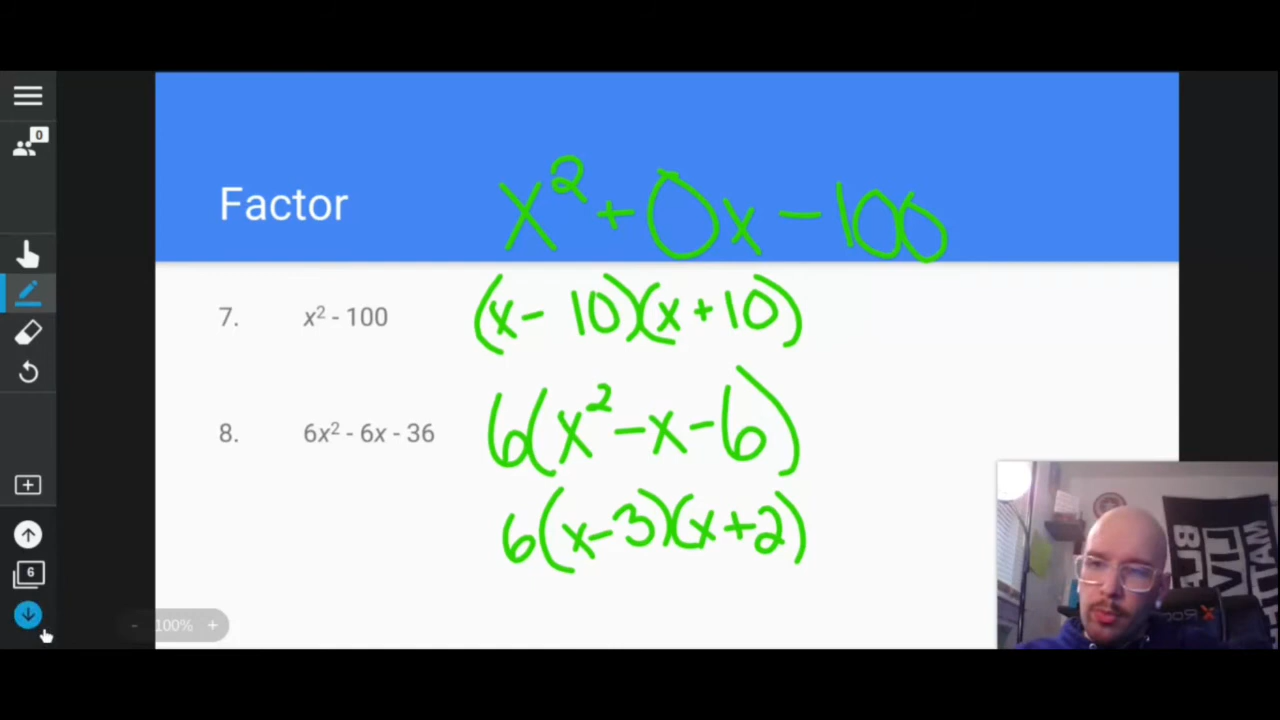 0
Factor
x² + 0x - 100
7. x² - 100
(x - 10)(x + 10)
8. 6x² - 6x - 36
6(x² - x - 6)
6(x - 3)(x + 2)
6
- 100% +